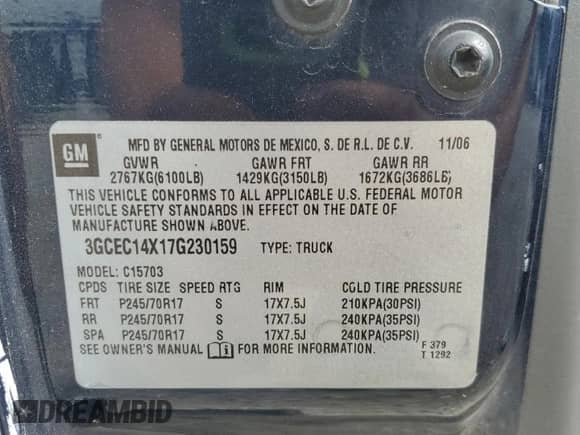 GM ®
MFD BY GENERAL MOTORS DE MEXICO, S. DE R.L. DE C.V. 11/06
GVWR GAWR FRT GAWR RR
2767KG(6100LB) 1429KG(3150LB) 1672KG(3686LB)
THIS VEHICLE CONFORMS TO ALL APPLICABLE U.S. FEDERAL MOTOR
VEHICLE SAFETY STANDARDS IN EFFECT ON THE DATE OF
MANUFACTURE SHOWN ABOVE.
3GCEC14X17G230159 TYPE: TRUCK
MODEL: C15703
CPDS TIRE SIZE SPEED RTG RIM COLD TIRE PRESSURE
FRT P245/70R17 S 17X7.5J 210KPA(30PSI)
RR P245/70R17 S 17X7.5J 240KPA(35PSI)
SPA P245/70R17 S 17X7.5J 240KPA(35PSI)
SEE OWNER'S MANUAL FOR MORE INFORMATION.
F 379
T 1292
DREAMBID